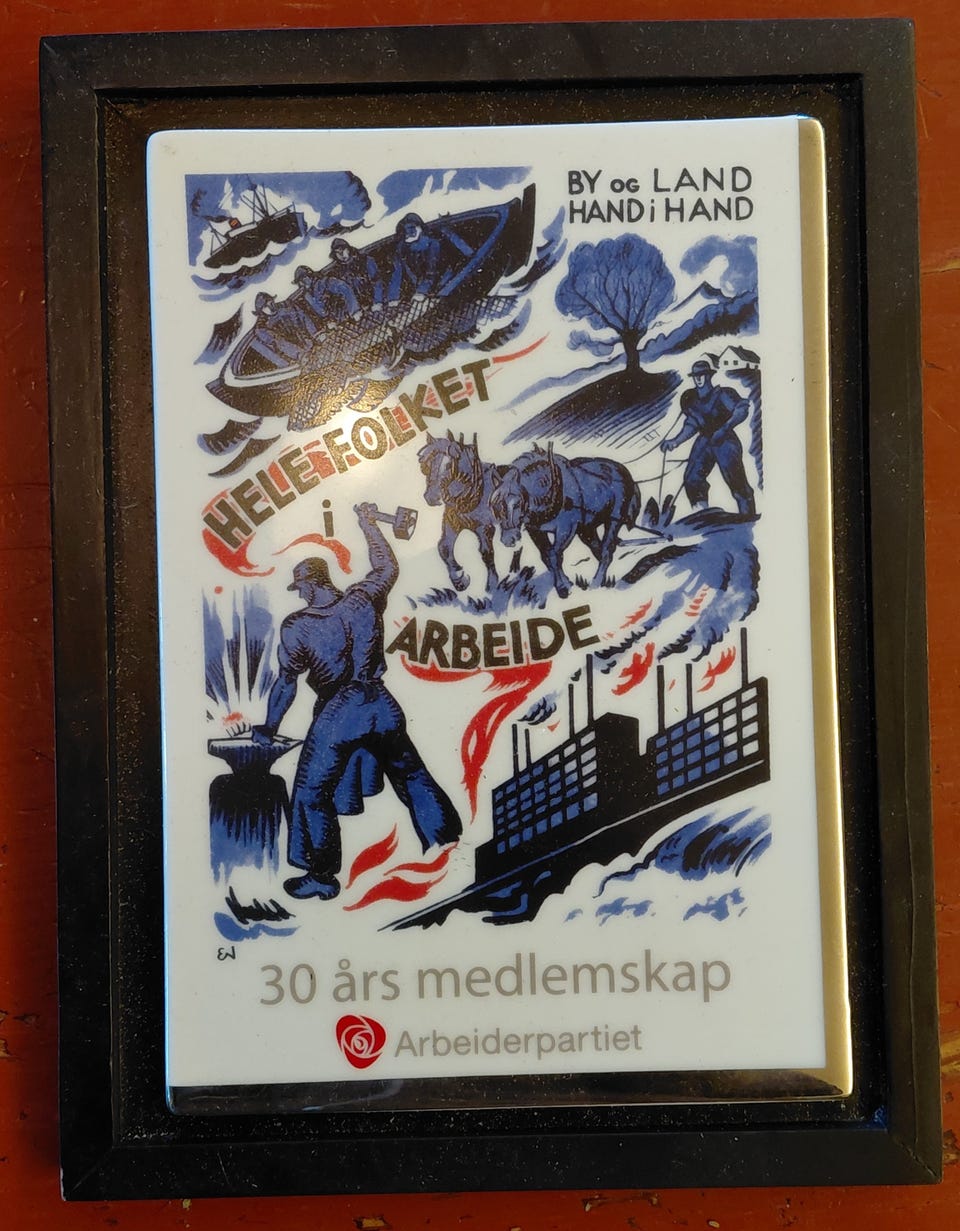 BY OG LAND
HAND i HAND
HELE FOLKET
i
ARBEIDE
EW
30 års medlemskap
Arbeiderpartiet